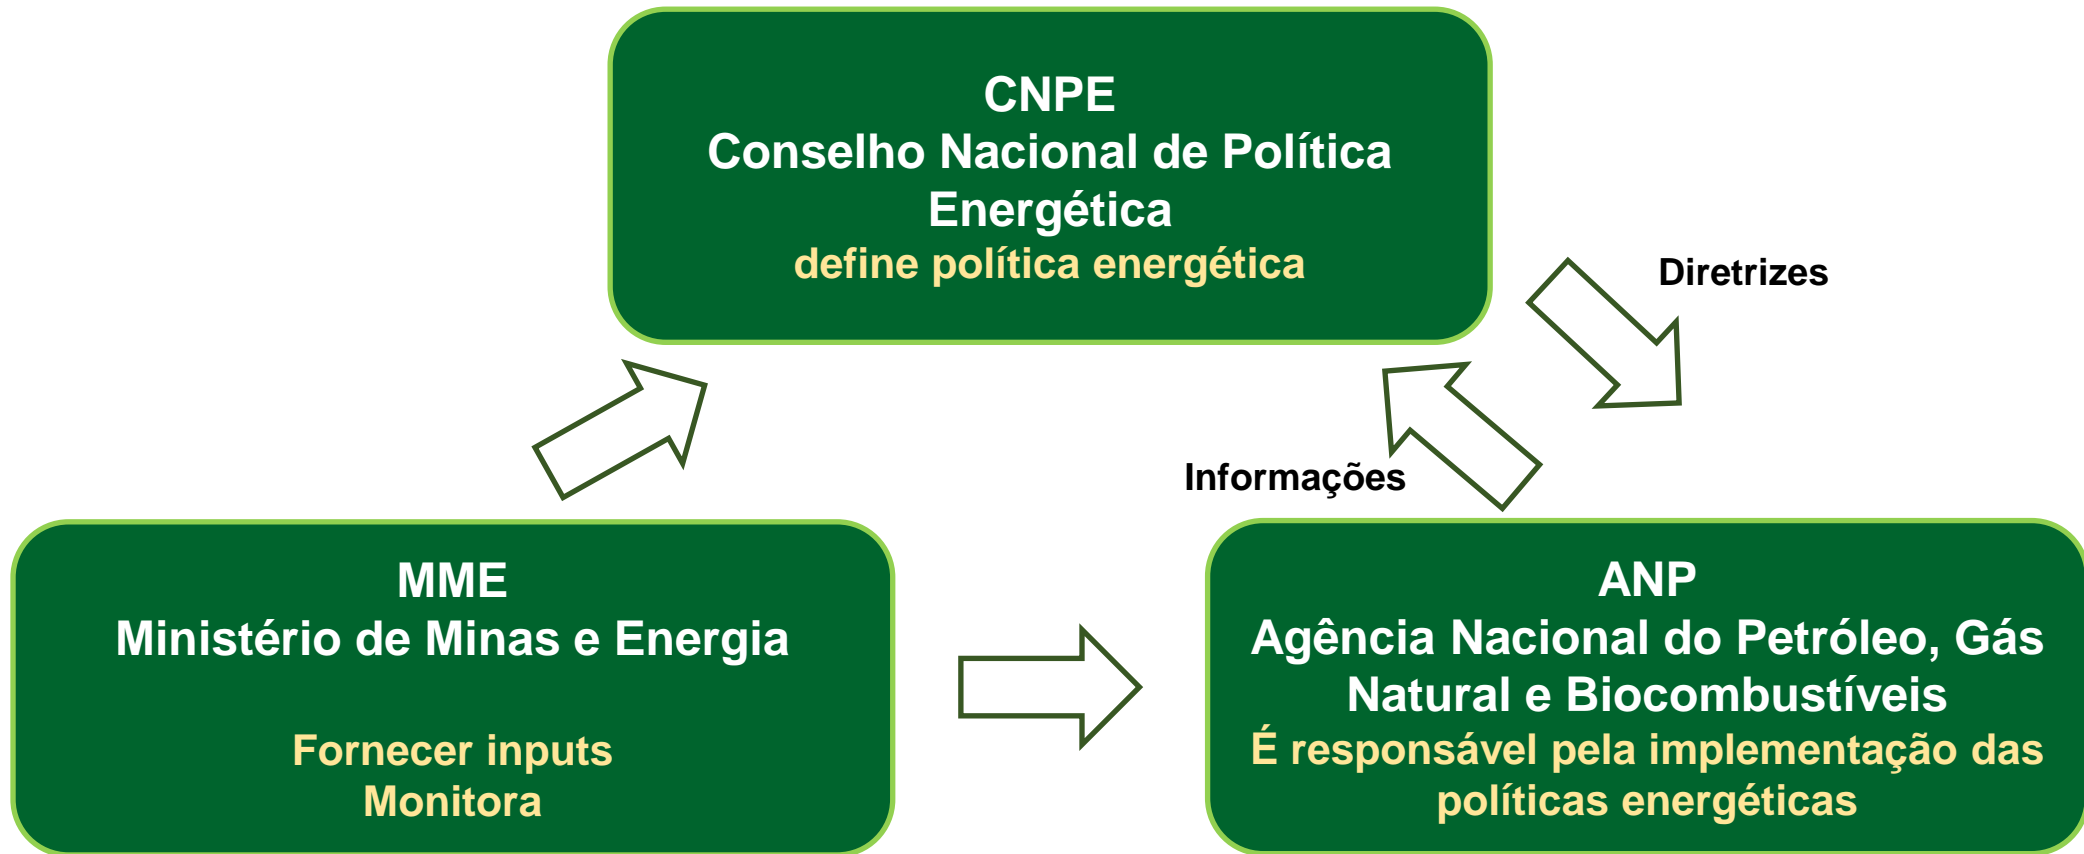 CNPE
Conselho Nacional de Política
Energética
define política energética
Diretrizes
Informações
MME
Ministério de Minas e Energia
Fornecer inputs
Monitora
ANP
Agência Nacional do Petróleo, Gás
Natural e Biocombustíveis
É responsável pela implementação das
políticas energéticas